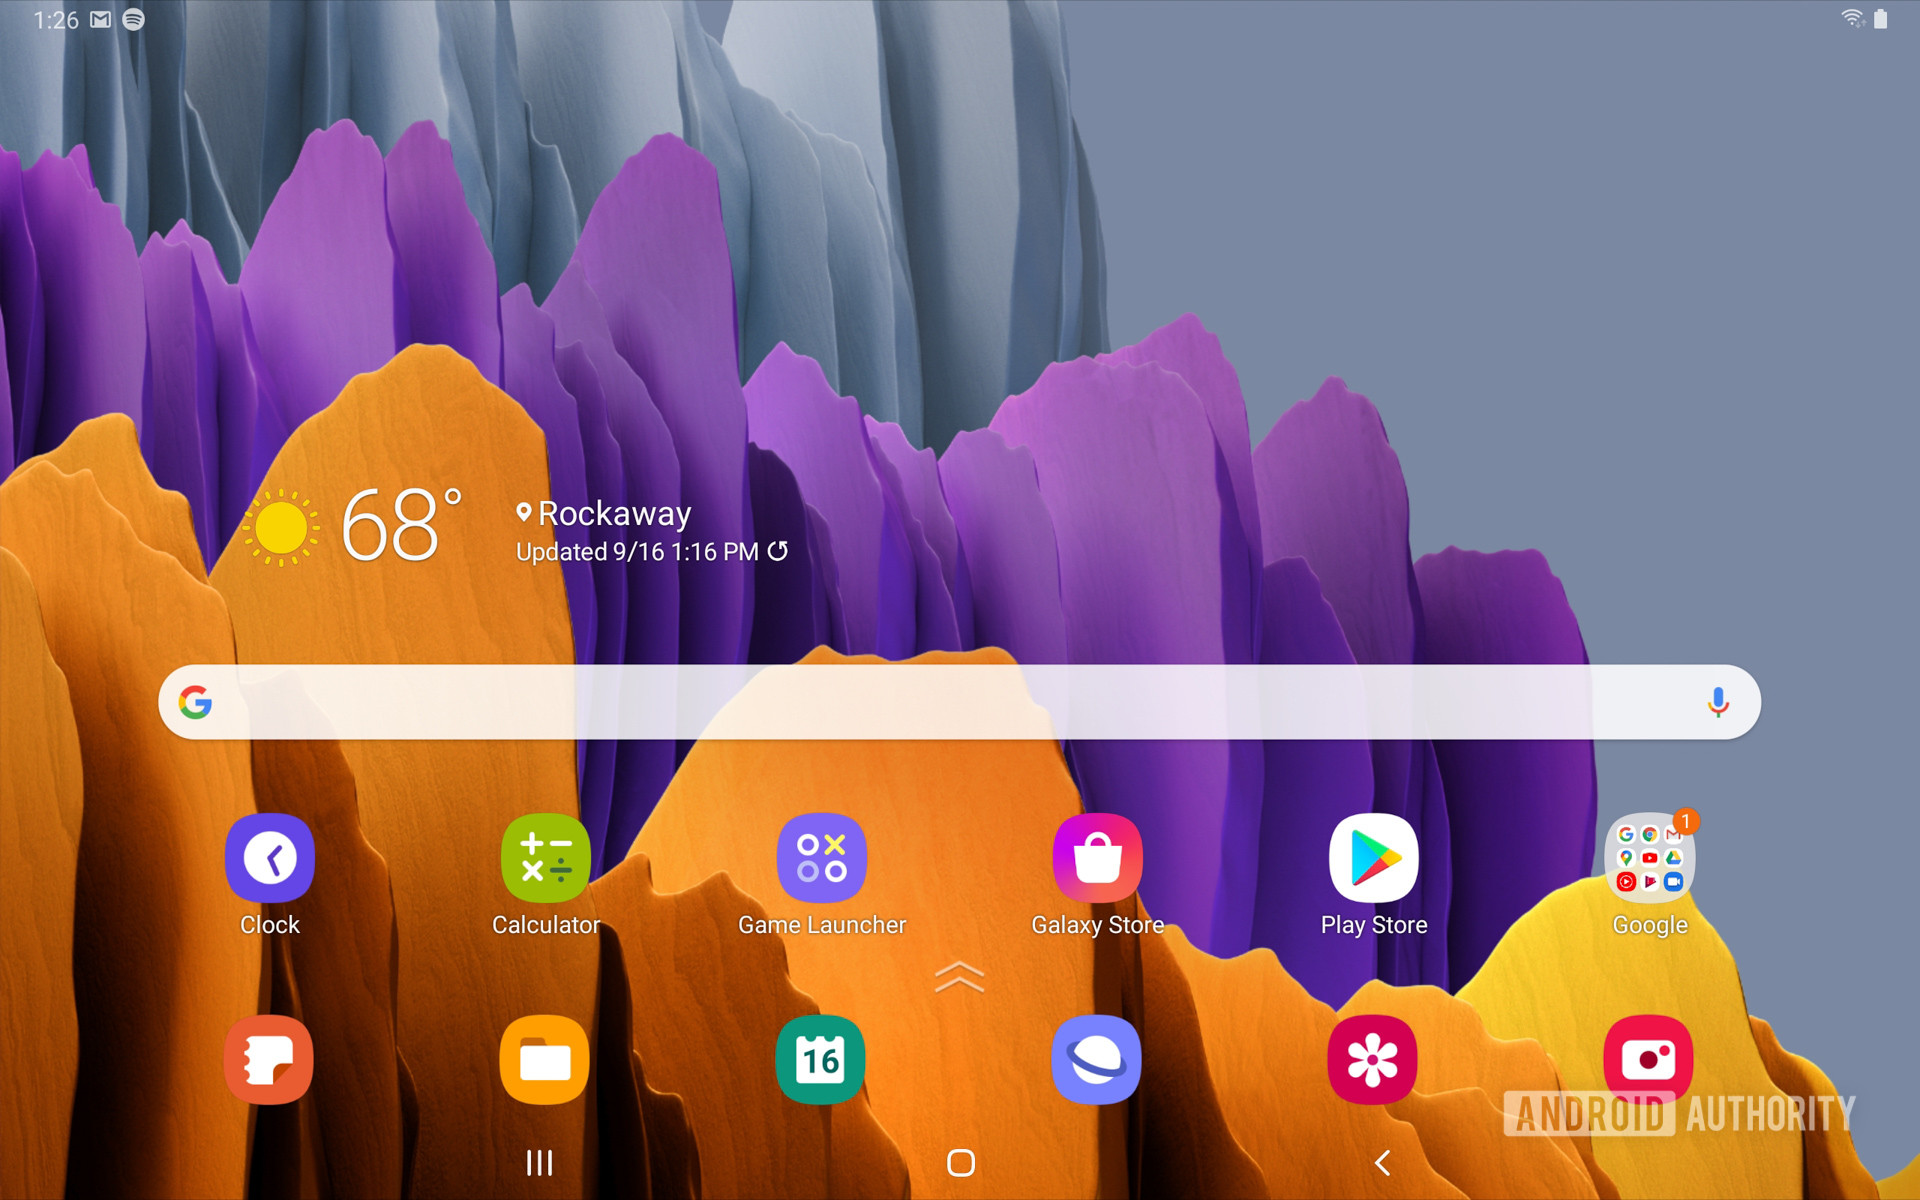 1:26
68°
Rockaway
Updated 9/16 1:16 PM
1
Clock
Calculator
Game Launcher
Galaxy Store
Play Store
Google
16
ANDROID AUTHORITY